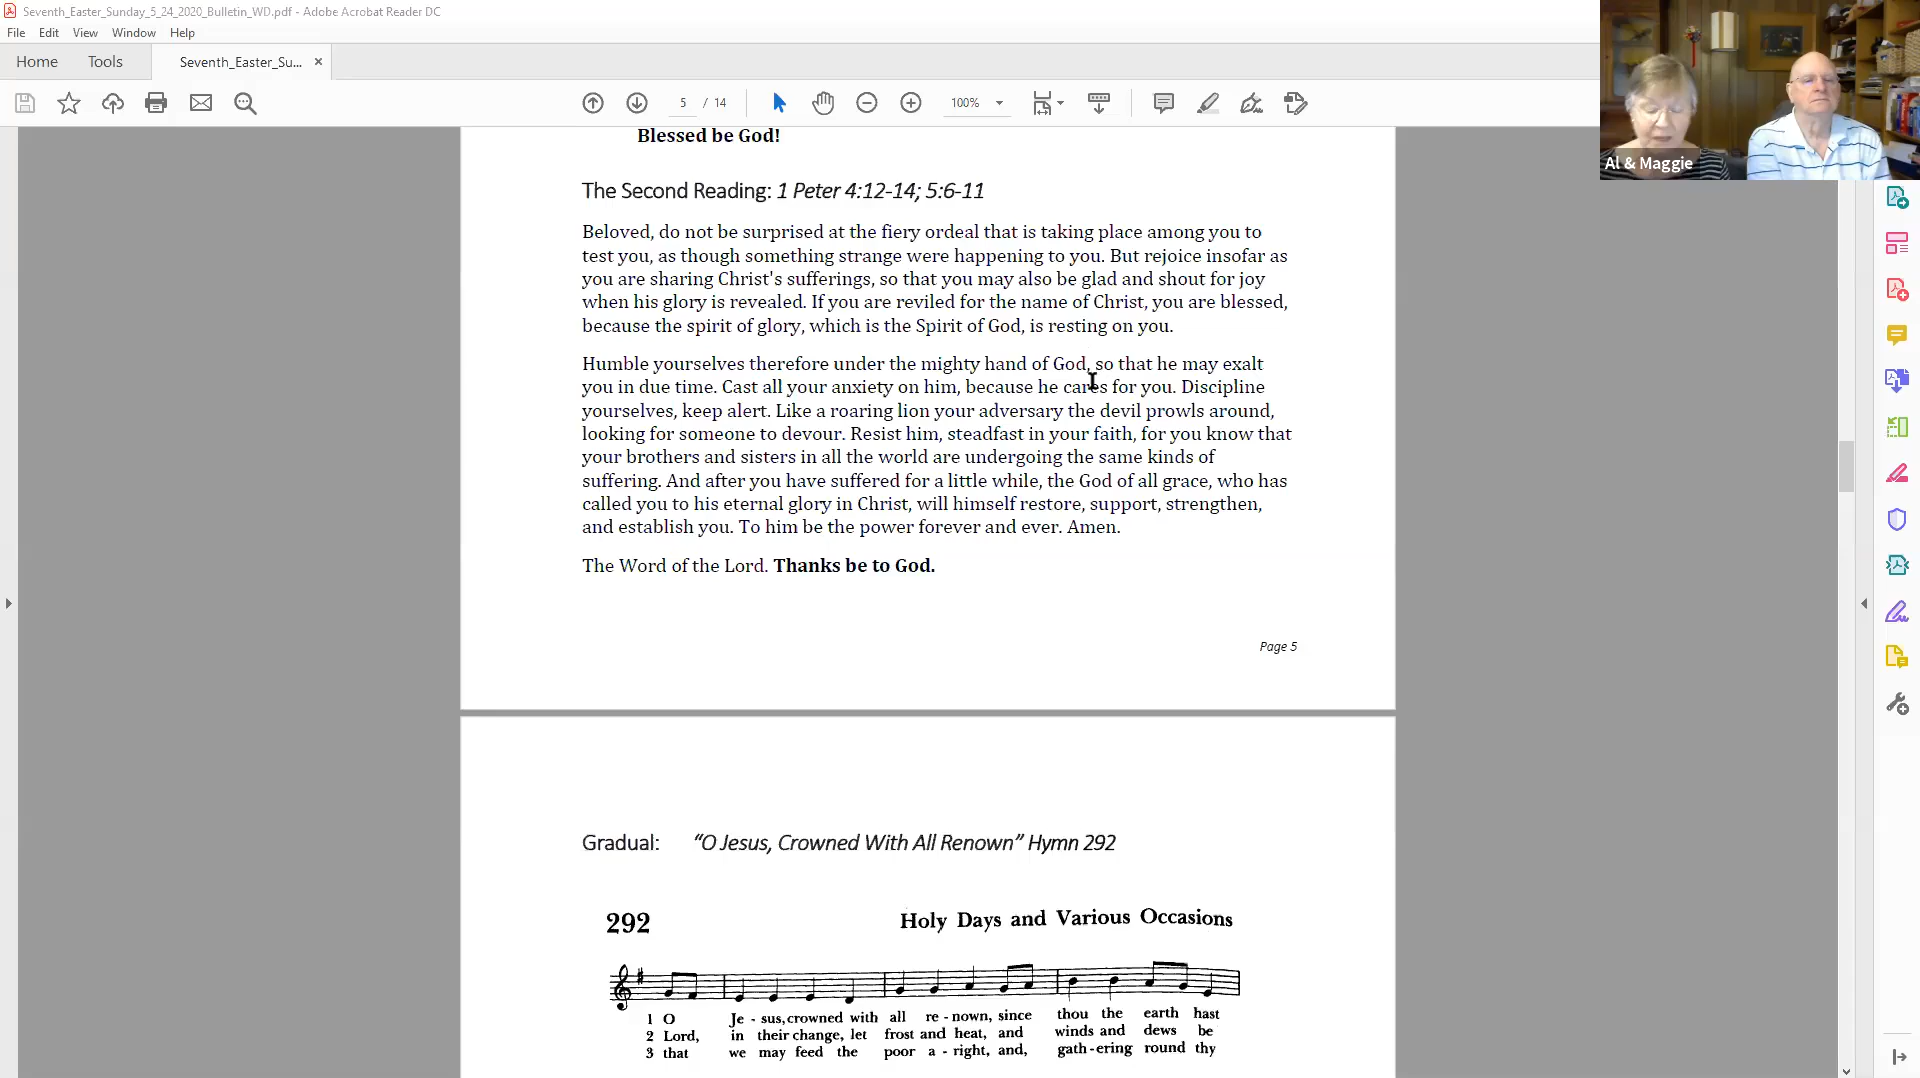 Seventh_Easter_Sunday_5_24_2020_Bulletin_WD.pdf - Adobe Acrobat Reader DC
File Edit View Window Help
Home Tools Seventh_Easter_Su... ×
5 / 14 100%
Al & Maggie
Blessed be God!
The Second Reading: 1 Peter 4:12-14; 5:6-11
Beloved, do not be surprised at the fiery ordeal that is taking place among you to
test you, as though something strange were happening to you. But rejoice insofar as
you are sharing Christ's sufferings, so that you may also be glad and shout for joy
when his glory is revealed. If you are reviled for the name of Christ, you are blessed,
because the spirit of glory, which is the Spirit of God, is resting on you.
Humble yourselves therefore under the mighty hand of God, so that he may exalt
you in due time. Cast all your anxiety on him, because he cares for you. Discipline
yourselves, keep alert. Like a roaring lion your adversary the devil prowls around,
looking for someone to devour. Resist him, steadfast in your faith, for you know that
your brothers and sisters in all the world are undergoing the same kinds of
suffering. And after you have suffered for a little while, the God of all grace, who has
called you to his eternal glory in Christ, will himself restore, support, strengthen,
and establish you. To him be the power forever and ever. Amen.
The Word of the Lord. Thanks be to God.
Page 5
Gradual: “O Jesus, Crowned With All Renown” Hymn 292
292 Holy Days and Various Occasions
1 O Je - sus, crowned with all re - nown, since thou the earth hast
2 Lord, in their change, let frost and heat, and winds and dews be
3 that we may feed the poor a - right, and, gath - ering round thy